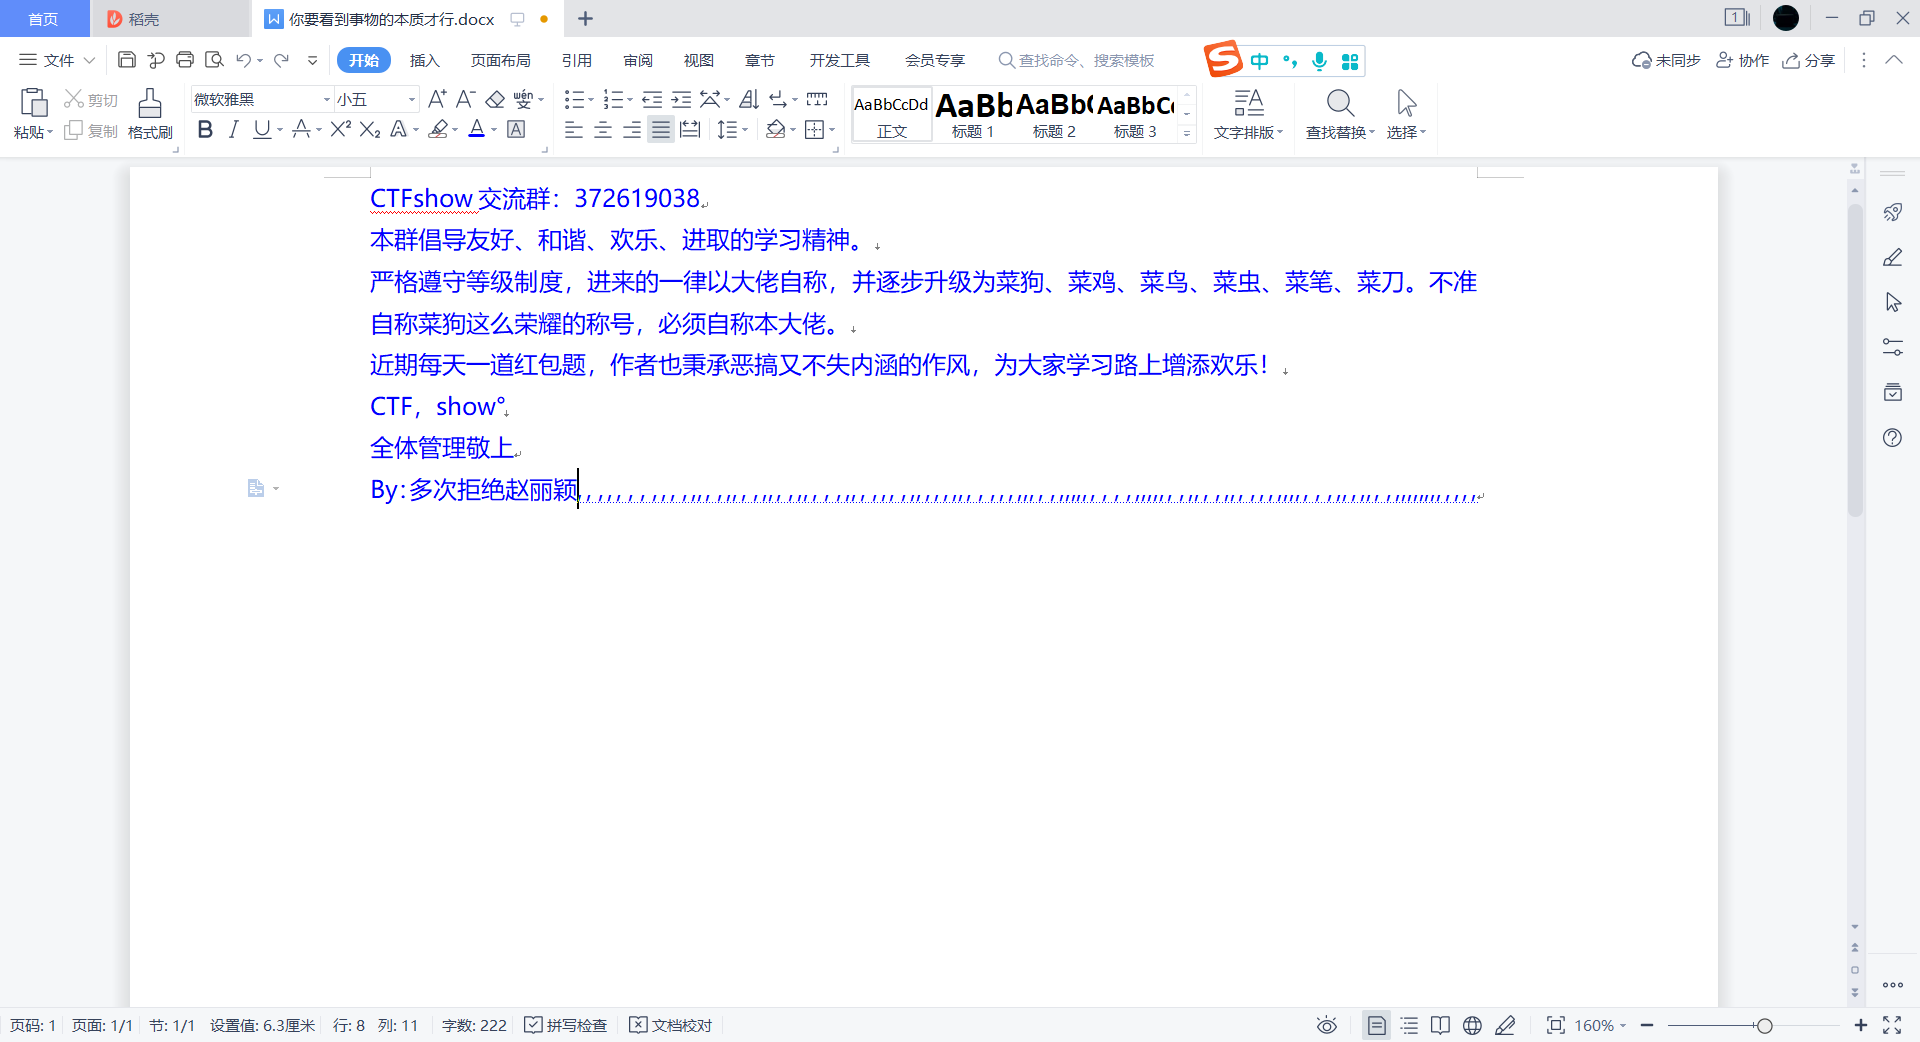 首页 稻壳 你要看到事物的本质才行.docx
文件 开始 插入 页面布局 引用 审阅 视图 章节 开发工具 会员专享 查找命令、搜索模板 中 未同步 协作 分享
微软雅黑 小五
粘贴 剪切 复制 格式刷
AaBbCcDd 正文 AaBb 标题 1 AaBb( 标题 2 AaBbC 标题 3
文字排版 查找替换 选择
CTFshow 交流群：372619038
本群倡导友好、和谐、欢乐、进取的学习精神。
严格遵守等级制度，进来的一律以大佬自称，并逐步升级为菜狗、菜鸡、菜鸟、菜虫、菜笔、菜刀。不准
自称菜狗这么荣耀的称号，必须自称本大佬。
近期每天一道红包题，作者也秉承恶搞又不失内涵的作风，为大家学习路上增添欢乐！
CTF，show°
全体管理敬上
By:多次拒绝赵丽颖
页码: 1 页面: 1/1 节: 1/1 设置值: 6.3厘米 行: 8 列: 11 字数: 222 拼写检查 文档校对 160%